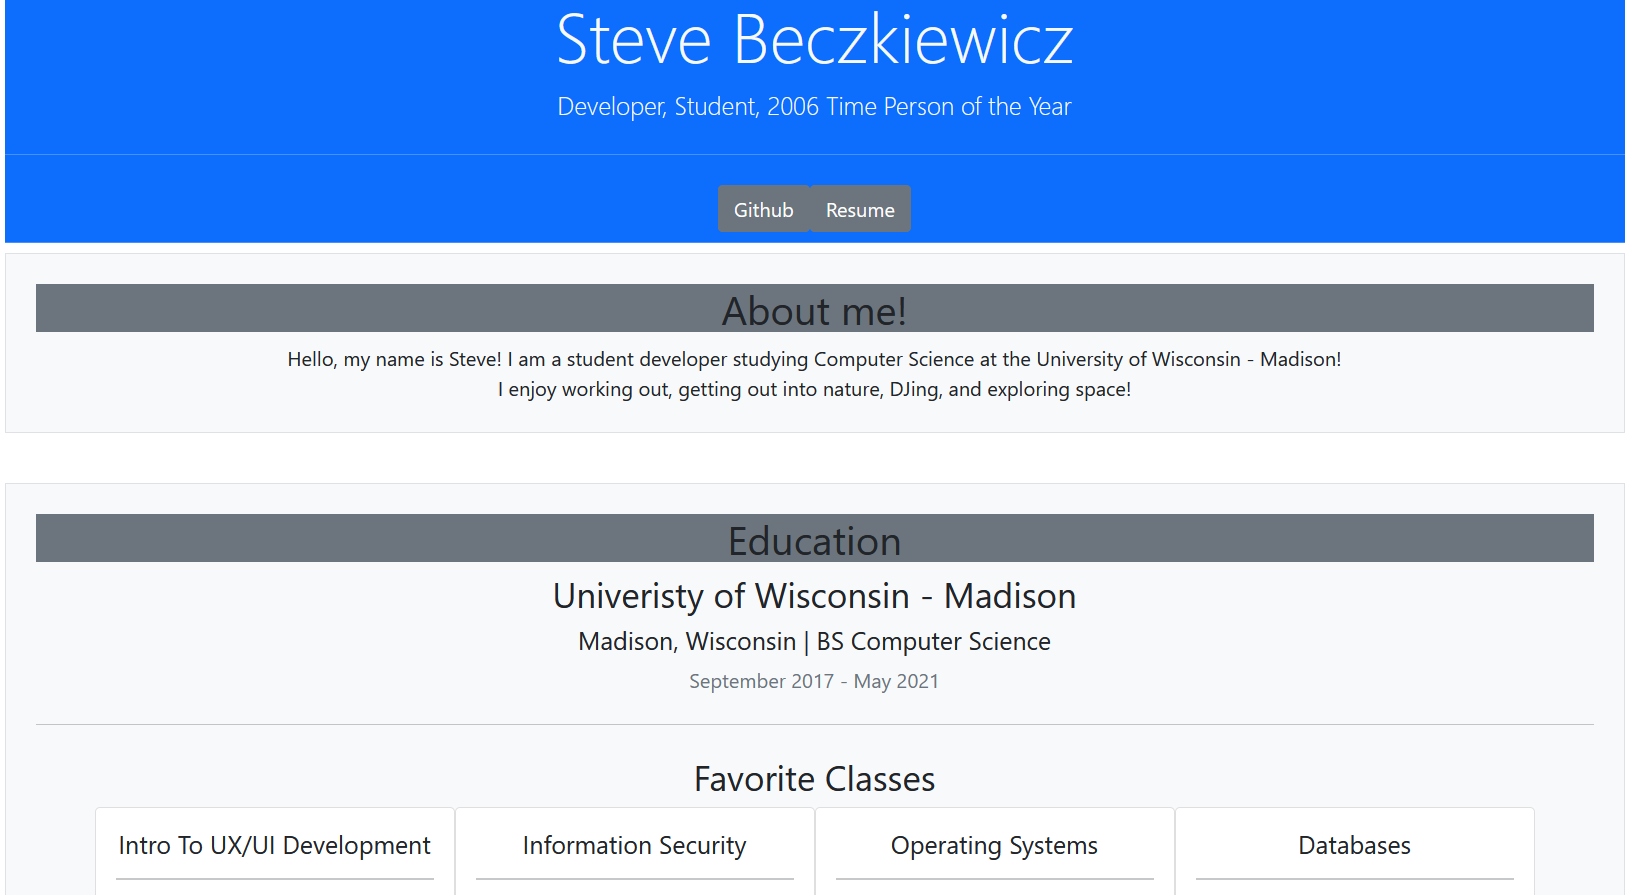 Steve Beczkiewicz
Developer, Student, 2006 Time Person of the Year
Github Resume
About me!
Hello, my name is Steve! I am a student developer studying Computer Science at the University of Wisconsin - Madison!
I enjoy working out, getting out into nature, DJing, and exploring space!
Education
Univeristy of Wisconsin - Madison
Madison, Wisconsin | BS Computer Science
September 2017 - May 2021
Favorite Classes
Intro To UX/UI Development Information Security Operating Systems Databases